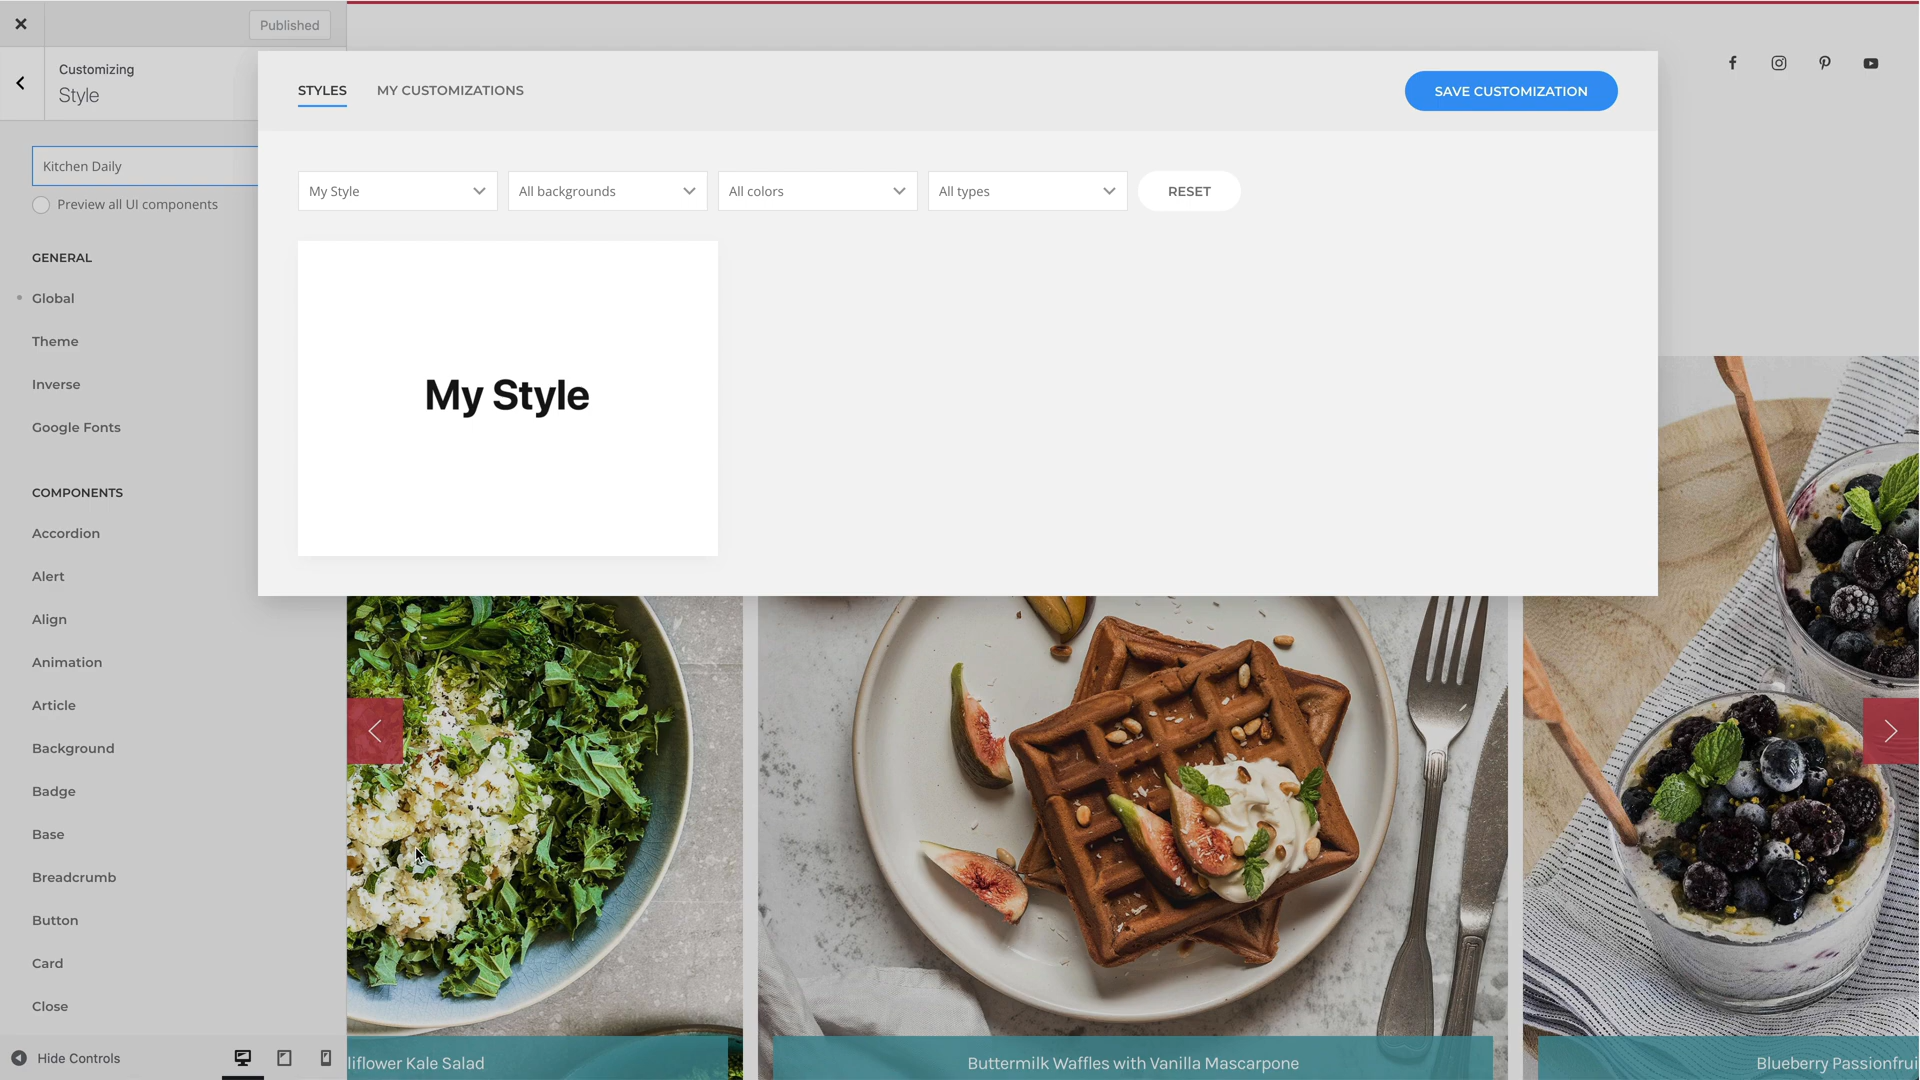 Published
Customizing
Style
STYLES
MY CUSTOMIZATIONS
SAVE CUSTOMIZATION
Kitchen Daily
Preview all UI components
My Style
All backgrounds
All colors
All types
RESET
My Style
GENERAL
Global
Theme
Inverse
Google Fonts
COMPONENTS
Accordion
Alert
Align
Animation
Article
Background
Badge
Base
Breadcrumb
Button
Card
Close
Hide Controls
liflower Kale Salad
Buttermilk Waffles with Vanilla Mascarpone
Blueberry Passionfrui